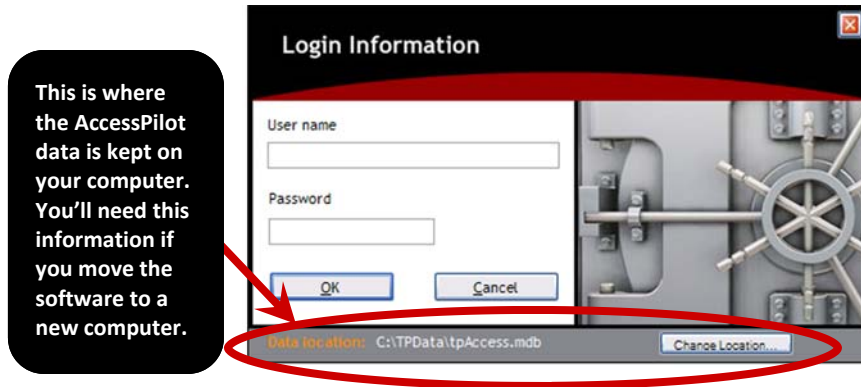 Login Information
This is where
the AccessPilot
data is kept on
your computer.
You'll need this
information if
you move the
software to a
new computer.
User name
Password
OK
Cancel
Data location: C:\TPData\tpAccess.mdb
Change Location...